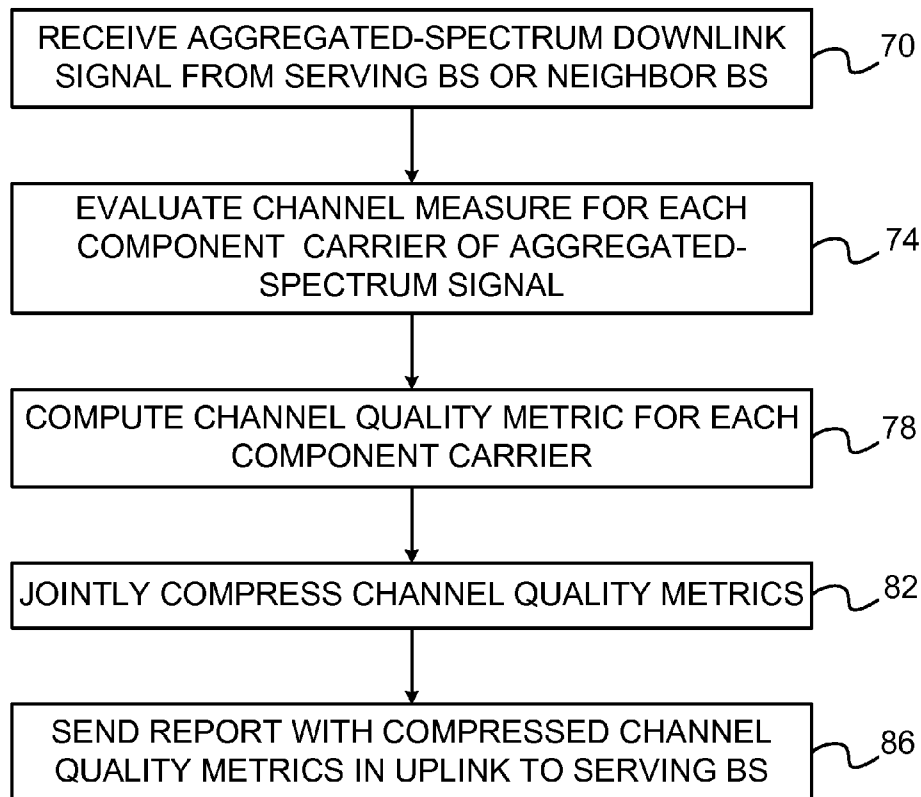 RECEIVE AGGREGATED-SPECTRUM DOWNLINK
SIGNAL FROM SERVING BS OR NEIGHBOR BS
70
EVALUATE CHANNEL MEASURE FOR EACH
COMPONENT CARRIER OF AGGREGATED-
SPECTRUM SIGNAL
74
COMPUTE CHANNEL QUALITY METRIC FOR EACH
COMPONENT CARRIER
78
JOINTLY COMPRESS CHANNEL QUALITY METRICS
82
SEND REPORT WITH COMPRESSED CHANNEL
QUALITY METRICS IN UPLINK TO SERVING BS
86